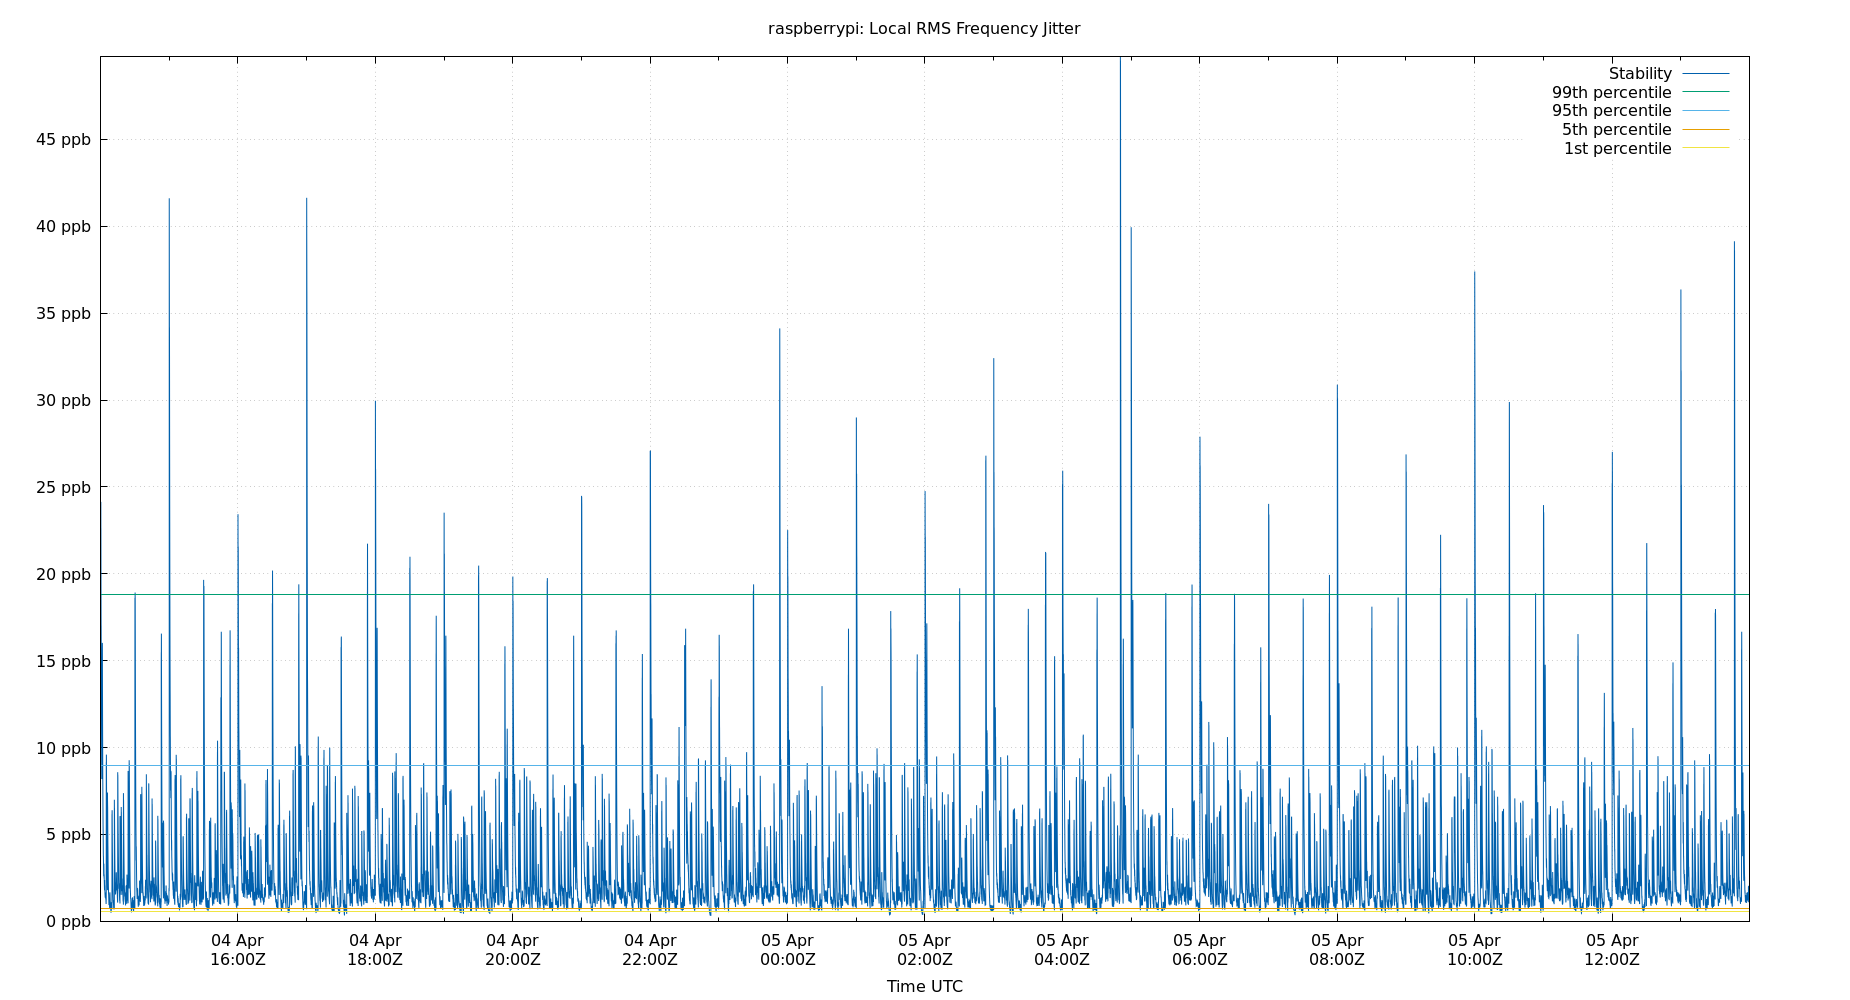 raspberrypi: Local RMS Frequency Jitter
Stability
99th percentile
95th percentile
5th percentile
1st percentile
45 ppb
40 ppb
35 ppb
30 ppb
25 ppb
20 ppb
15 ppb
10 ppb
5 ppb
0 ppb
04 Apr 04 Apr 04 Apr 04 Apr 05 Apr 05 Apr 05 Apr 05 Apr 05 Apr 05 Apr 05 Apr
16:00Z 18:00Z 20:00Z 22:00Z 00:00Z 02:00Z 04:00Z 06:00Z 08:00Z 10:00Z 12:00Z
Time UTC